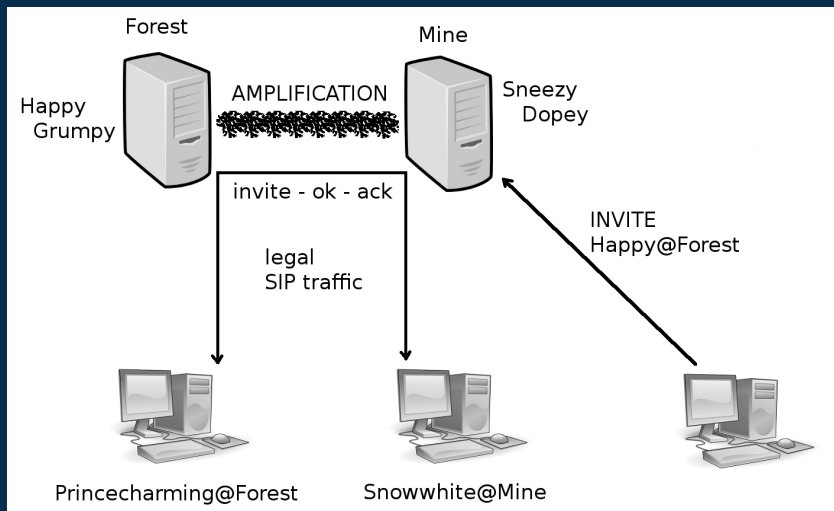 Forest
Mine
Happy
Grumpy
AMPLIFICATION
Sneezy
Dopey
invite - ok - ack
legal
SIP traffic
INVITE
Happy@Forest
Princecharming@Forest
Snowwhite@Mine